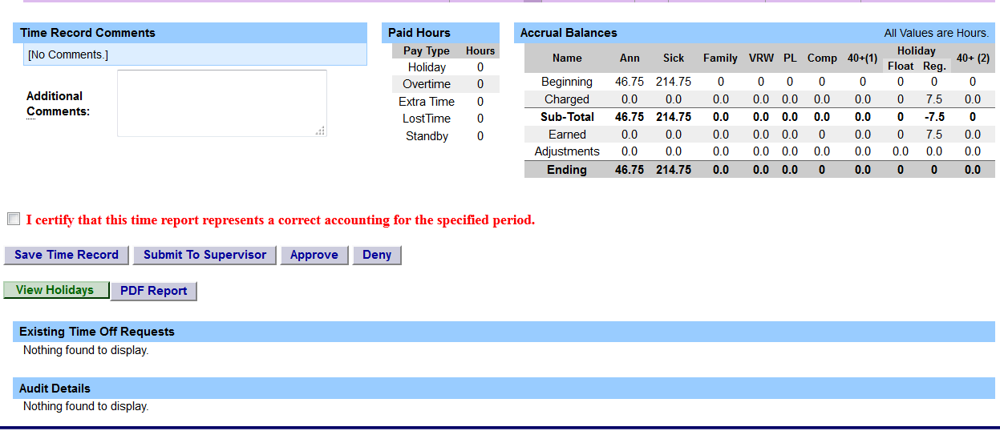 Time Record Comments
[No Comments.]
Additional
Comments:
Paid Hours
Pay Type Hours
Holiday 0
Overtime 0
Extra Time 0
LostTime 0
Standby 0
Accrual Balances All Values are Hours.
Name Ann Sick Family VRW PL Comp 40+(1) Holiday 40+ (2)
Float Reg.
Beginning 46.75 214.75 0 0 0 0 0 0 0 0
Charged 0.0 0.0 0.0 0.0 0.0 0.0 0.0 0 7.5 0.0
Sub-Total 46.75 214.75 0.0 0.0 0.0 0.0 0.0 0 -7.5 0
Earned 0.0 0.0 0.0 0.0 0.0 0.0 0.0 0 7.5 0.0
Adjustments 0.0 0.0 0.0 0.0 0.0 0.0 0.0 0.0 0.0 0.0
Ending 46.75 214.75 0.0 0.0 0.0 0 0.0 0 0 0.0
I certify that this time report represents a correct accounting for the specified period.
Save Time Record Submit To Supervisor Approve Deny
View Holidays PDF Report
Existing Time Off Requests
Nothing found to display.
Audit Details
Nothing found to display.